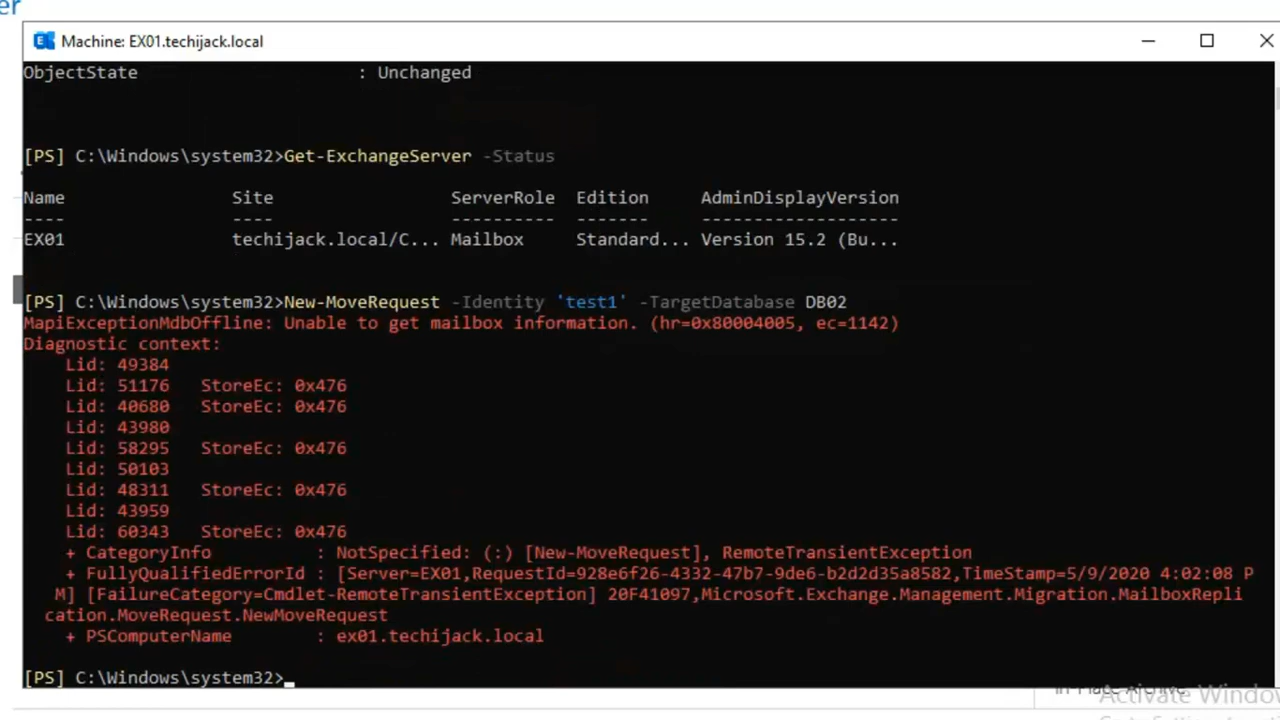 er
Machine: EX01.techijack.local
ObjectState : Unchanged
[PS] C:\Windows\system32>Get-ExchangeServer -Status
Name Site ServerRole Edition AdminDisplayVersion
---- ---- ---------- ------- -------------------
EX01 techijack.local/C... Mailbox Standard... Version 15.2 (Bu...
[PS] C:\Windows\system32>New-MoveRequest -Identity 'test1' -TargetDatabase DB02
MapiExceptionMdbOffline: Unable to get mailbox information. (hr=0x80004005, ec=1142)
Diagnostic context:
Lid: 49384
Lid: 51176 StoreEc: 0x476
Lid: 40680 StoreEc: 0x476
Lid: 43980
Lid: 58295 StoreEc: 0x476
Lid: 50103
Lid: 48311 StoreEc: 0x476
Lid: 43959
Lid: 60343 StoreEc: 0x476
+ CategoryInfo : NotSpecified: (:) [New-MoveRequest], RemoteTransientException
+ FullyQualifiedErrorId : [Server=EX01,RequestId=928e6f26-4332-47b7-9de6-b2d2d35a8582,TimeStamp=5/9/2020 4:02:08 P
M] [FailureCategory=Cmdlet-RemoteTransientException] 20F41097,Microsoft.Exchange.Management.Migration.MailboxRepli
cation.MoveRequest.NewMoveRequest
+ PSComputerName : ex01.techijack.local
[PS] C:\Windows\system32>
In-Place Archive
Activate Windo